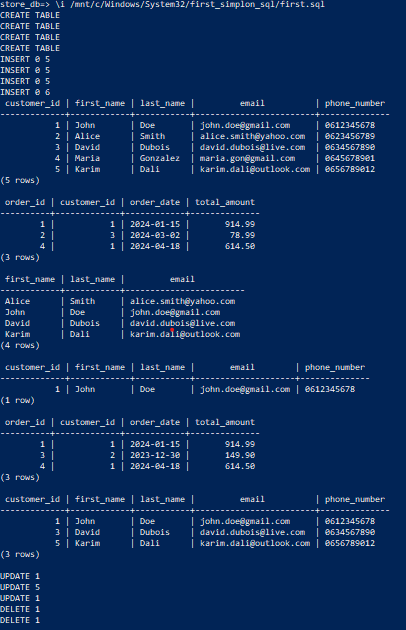 store_db=> \i /mnt/c/Windows/System32/first_simplon_sql/first.sql
CREATE TABLE
CREATE TABLE
CREATE TABLE
CREATE TABLE
INSERT 0 5
INSERT 0 5
INSERT 0 5
INSERT 0 6
 customer_id | first_name | last_name |         email          | phone_number
-------------+------------+-----------+------------------------+--------------
           1 | John       | Doe       | john.doe@gmail.com     | 0612345678
           2 | Alice      | Smith     | alice.smith@yahoo.com  | 0623456789
           3 | David      | Dubois    | david.dubois@live.com  | 0634567890
           4 | Maria      | Gonzalez  | maria.gon@gmail.com    | 0645678901
           5 | Karim      | Dali      | karim.dali@outlook.com | 0656789012
(5 rows)
 order_id | customer_id | order_date | total_amount
----------+-------------+------------+--------------
        1 |           1 | 2024-01-15 |       914.99
        2 |           3 | 2024-03-02 |        78.99
        4 |           1 | 2024-04-18 |       614.50
(3 rows)
 first_name | last_name |         email
------------+-----------+------------------------
 Alice      | Smith     | alice.smith@yahoo.com
 John       | Doe       | john.doe@gmail.com
 David      | Dubois    | david.dubois@live.com
 Karim      | Dali      | karim.dali@outlook.com
(4 rows)
 customer_id | first_name | last_name |       email        | phone_number
-------------+------------+-----------+--------------------+--------------
           1 | John       | Doe       | john.doe@gmail.com | 0612345678
(1 row)
 order_id | customer_id | order_date | total_amount
----------+-------------+------------+--------------
        1 |           1 | 2024-01-15 |       914.99
        3 |           2 | 2023-12-30 |       149.90
        4 |           1 | 2024-04-18 |       614.50
(3 rows)
 customer_id | first_name | last_name |         email          | phone_number
-------------+------------+-----------+------------------------+--------------
           1 | John       | Doe       | john.doe@gmail.com     | 0612345678
           3 | David      | Dubois    | david.dubois@live.com  | 0634567890
           5 | Karim      | Dali      | karim.dali@outlook.com | 0656789012
(3 rows)
UPDATE 1
UPDATE 5
UPDATE 1
DELETE 1
DELETE 1